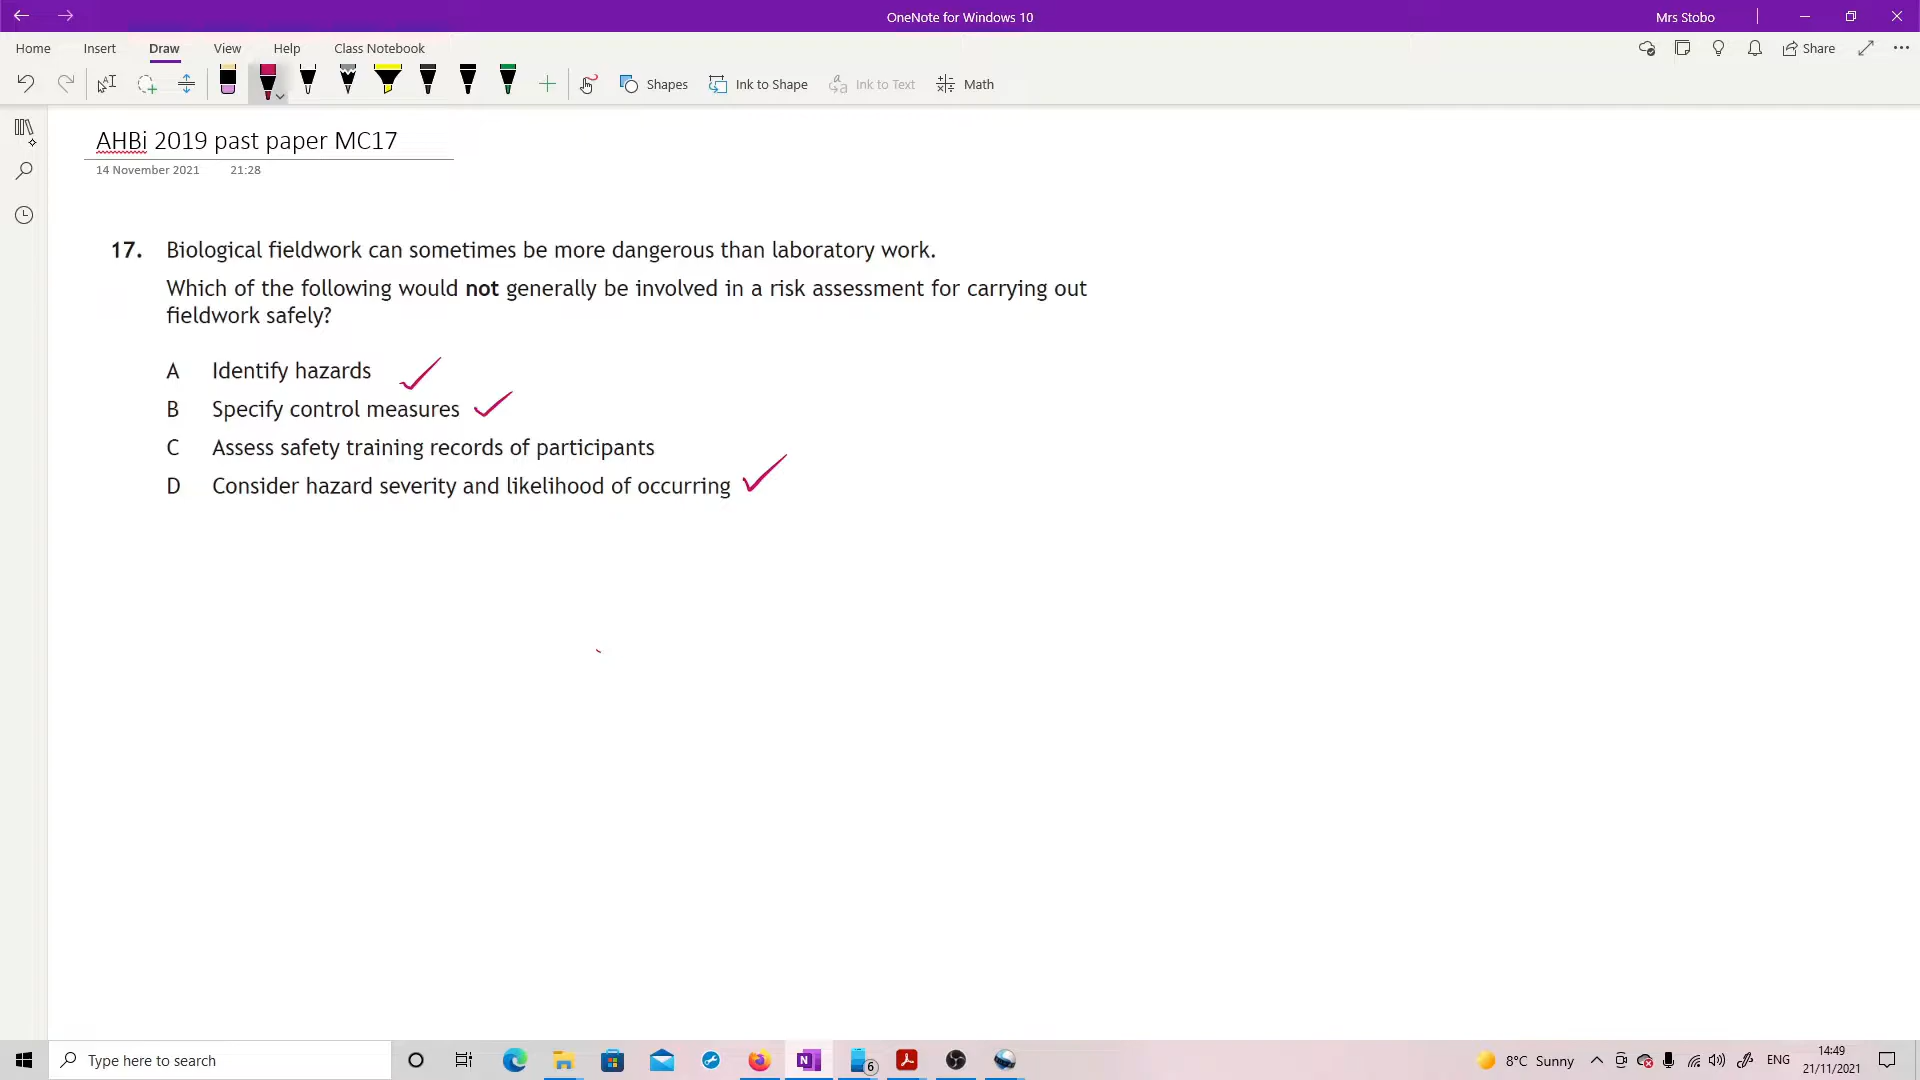 OneNote for Windows 10
Mrs Stobo
Home Insert Draw View Help Class Notebook
Share
Shapes Ink to Shape Ink to Text Math
AHBi 2019 past paper MC17
14 November 2021 21:28
17. Biological fieldwork can sometimes be more dangerous than laboratory work.
Which of the following would not generally be involved in a risk assessment for carrying out
fieldwork safely?
A Identify hazards
B Specify control measures
C Assess safety training records of participants
D Consider hazard severity and likelihood of occurring
Type here to search
6
8°C Sunny
ENG
14:49
21/11/2021